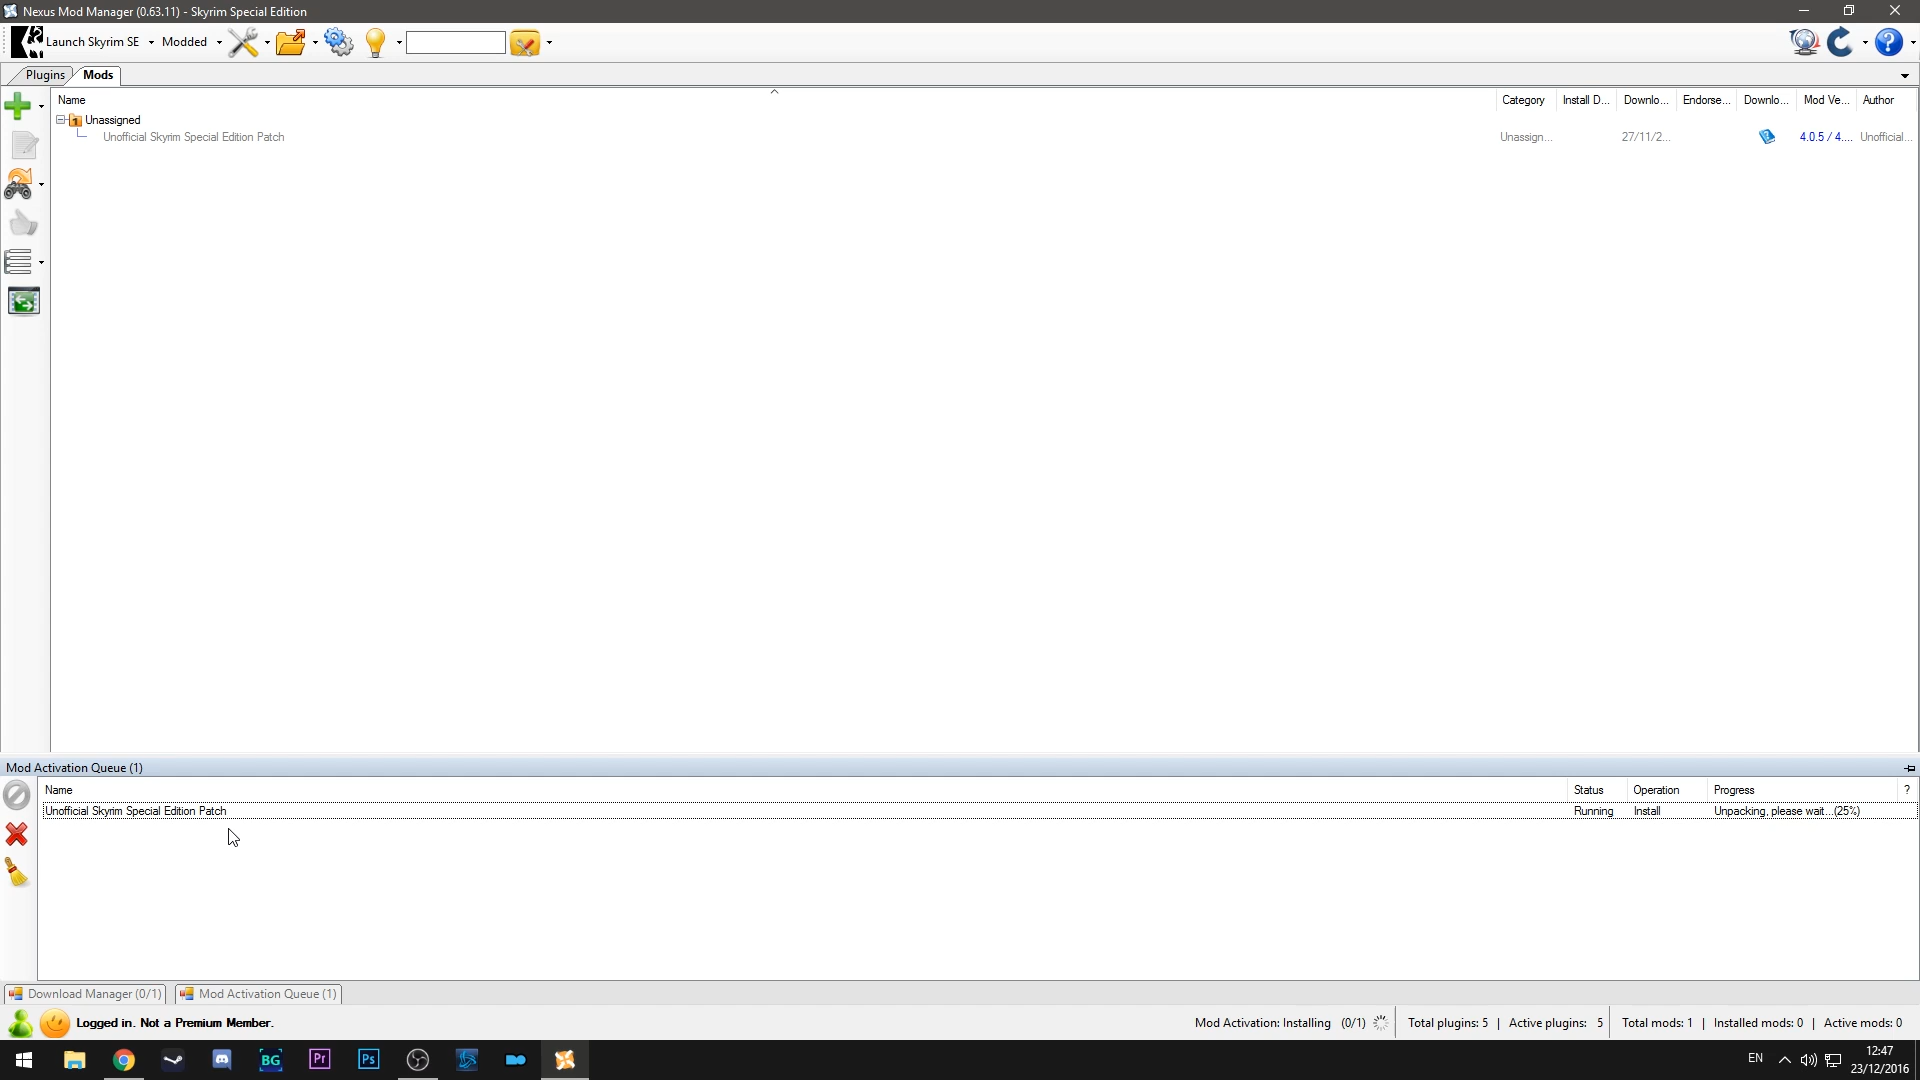 Nexus Mod Manager (0.63.11) - Skyrim Special Edition
Launch Skyrim SE Modded
Plugins Mods
Name Category Install D... Downlo... Endorse... Downlo... Mod Ve... Author
Unassigned
Unofficial Skyrim Special Edition Patch Unassign... 27/11/2... 4.0.5 / 4.... Unofficial...
Mod Activation Queue (1)
Name Status Operation Progress ?
Unofficial Skyrim Special Edition Patch Running Install Unpacking, please wait...(25%)
Download Manager (0/1) Mod Activation Queue (1)
Logged in. Not a Premium Member. Mod Activation: Installing (0/1) Total plugins: 5 | Active plugins: 5 Total mods: 1 | Installed mods: 0 | Active mods: 0
BG Pr Ps EN 12:47
23/12/2016